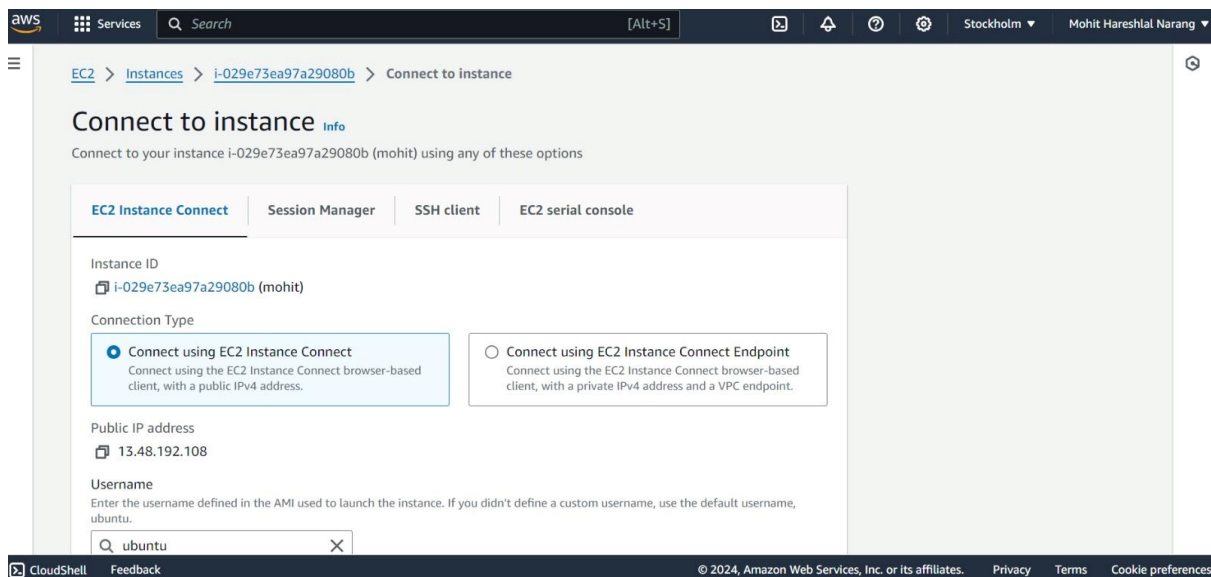 aws Services Search [Alt+S] Stockholm ▼ Mohit Hareshlal Narang ▼
EC2 > Instances > i-029e73ea97a29080b > Connect to instance
Connect to instance Info
Connect to your instance i-029e73ea97a29080b (mohit) using any of these options
EC2 Instance Connect Session Manager SSH client EC2 serial console
Instance ID
i-029e73ea97a29080b (mohit)
Connection Type
Connect using EC2 Instance Connect
Connect using the EC2 Instance Connect browser-based
client, with a public IPv4 address.
Connect using EC2 Instance Connect Endpoint
Connect using the EC2 Instance Connect browser-based
client, with a private IPv4 address and a VPC endpoint.
Public IP address
13.48.192.108
Username
Enter the username defined in the AMI used to launch the instance. If you didn't define a custom username, use the default username,
ubuntu.
ubuntu
CloudShell Feedback © 2024, Amazon Web Services, Inc. or its affiliates. Privacy Terms Cookie preferences